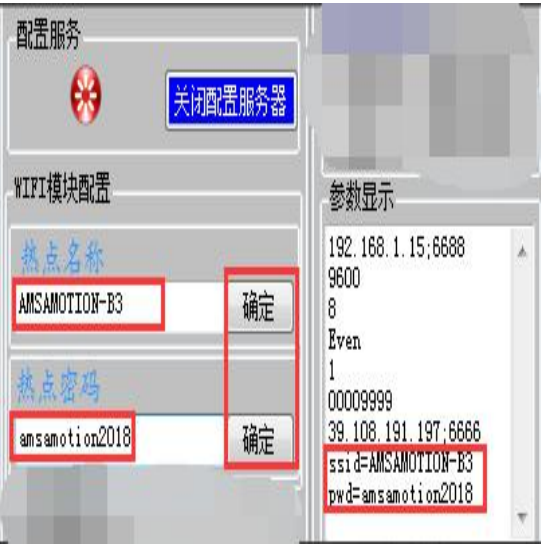 配置服务
关闭配置服务器
WIFI模块配置
热点名称
AMSAMOTION-B3
确定
热点密码
amsamotion2018
确定
参数显示
192.168.1.15;6688
9600
8
Even
1
00009999
39.108.191.197;6666
ssid=AMSAMOTION-B3
pwd=amsamotion2018